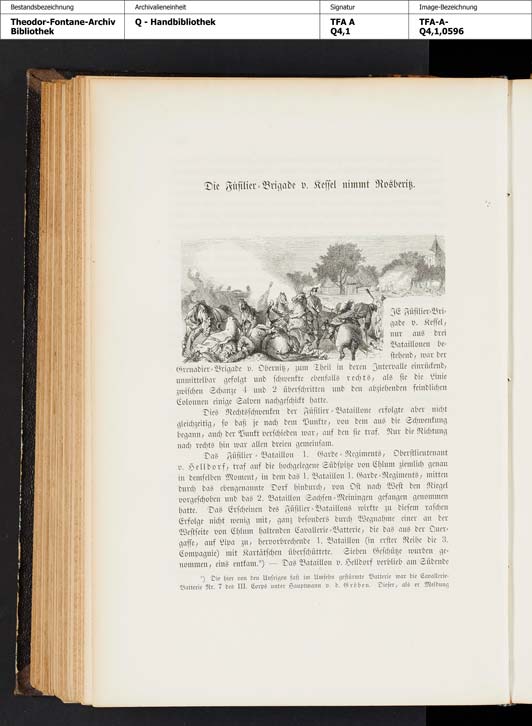 Bestandsbezeichnung Archivalieneinheit Signatur Image-Bezeichnung
Theodor-Fontane-Archiv Q - Handbibliothek TFA A TFA-A-
Bibliothek Q4,1 Q4,1,0596
Die Füsilier-Brigade v. Kessel nimmt Rosberitz.
IE Füsilier-Bri-
gade v. Kessel,
nur aus drei
Bataillonen be-
stehend, war der
Grenadier-Brigade v. Obernitz, zum Theil in deren Intervalle einrückend,
unmittelbar gefolgt und schwenkte ebenfalls rechts, als sie die Linie
zwischen Schanze 4 und 2 überschritten und den abziehenden feindlichen
Colonnen einige Salven nachgeschickt hatte.
Dies Rechtsschwenken der Füsilier-Bataillone erfolgte aber nicht
gleichzeitig, so daß je nach dem Punkte, von dem aus die Schwenkung
begann, auch der Punkt verschieden war, auf den sie traf. Nur die Richtung
nach rechts hin war allen dreien gemeinsam.
Das Füsilier-Bataillon 1. Garde-Regiments, Oberstlieutenant
v. Helldorf, traf auf die hochgelegene Südspitze von Chlum ziemlich genau
in demselben Moment, in dem das 1. Bataillon 1. Garde-Regiments, mitten
durch das ebengenannte Dorf hindurch, von Ost nach West den Riegel
vorgeschoben und das 2. Bataillon Sachsen-Meiningen gefangen genommen
hatte. Das Erscheinen des Füsilier-Bataillons wirkte zu diesem raschen
Erfolge nicht wenig mit, ganz besonders durch Wegnahme einer an der
Westseite von Chlum haltenden Cavallerie-Batterie, die das aus der Quer-
gasse, auf Lipa zu, hervorbrechende 1. Bataillon (in erster Reihe die 3.
Compagnie) mit Kartätschen überschüttete. Sieben Geschütze wurden ge-
nommen, eins entkam.*) — Das Bataillon v. Helldorf verblieb am Südende
*) Die hier von den Unsrigen fast im Umsehn gestürmte Batterie war die Cavallerie-
Batterie Nr. 7 des III. Corps unter Hauptmann v. d. Gröben. Dieser, als er Meldung